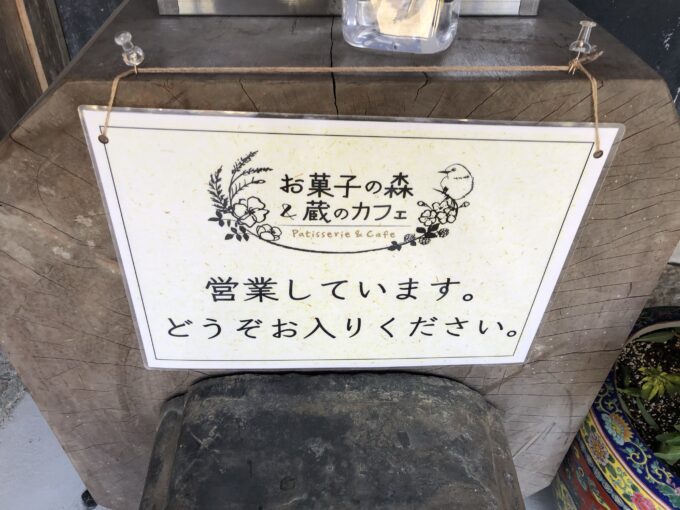 お菓子の森
&蔵のカフェ
Patisserie & Cafe
営業しています。
どうぞお入りください。